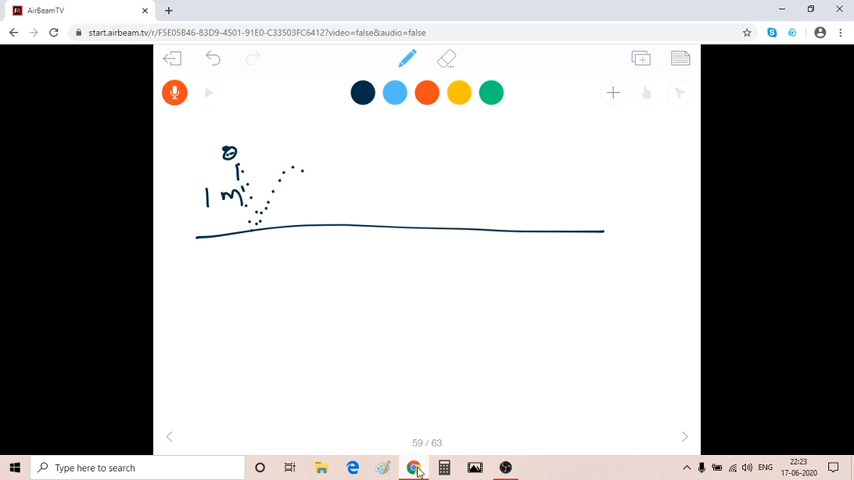 AirBeamTV
start.airbeam.tv/r/F5E05B46-83D9-4501-91E0-C33503FC6412?video=false&audio=false
1 m
59 / 63
Type here to search
ENG
22:23
17-06-2020